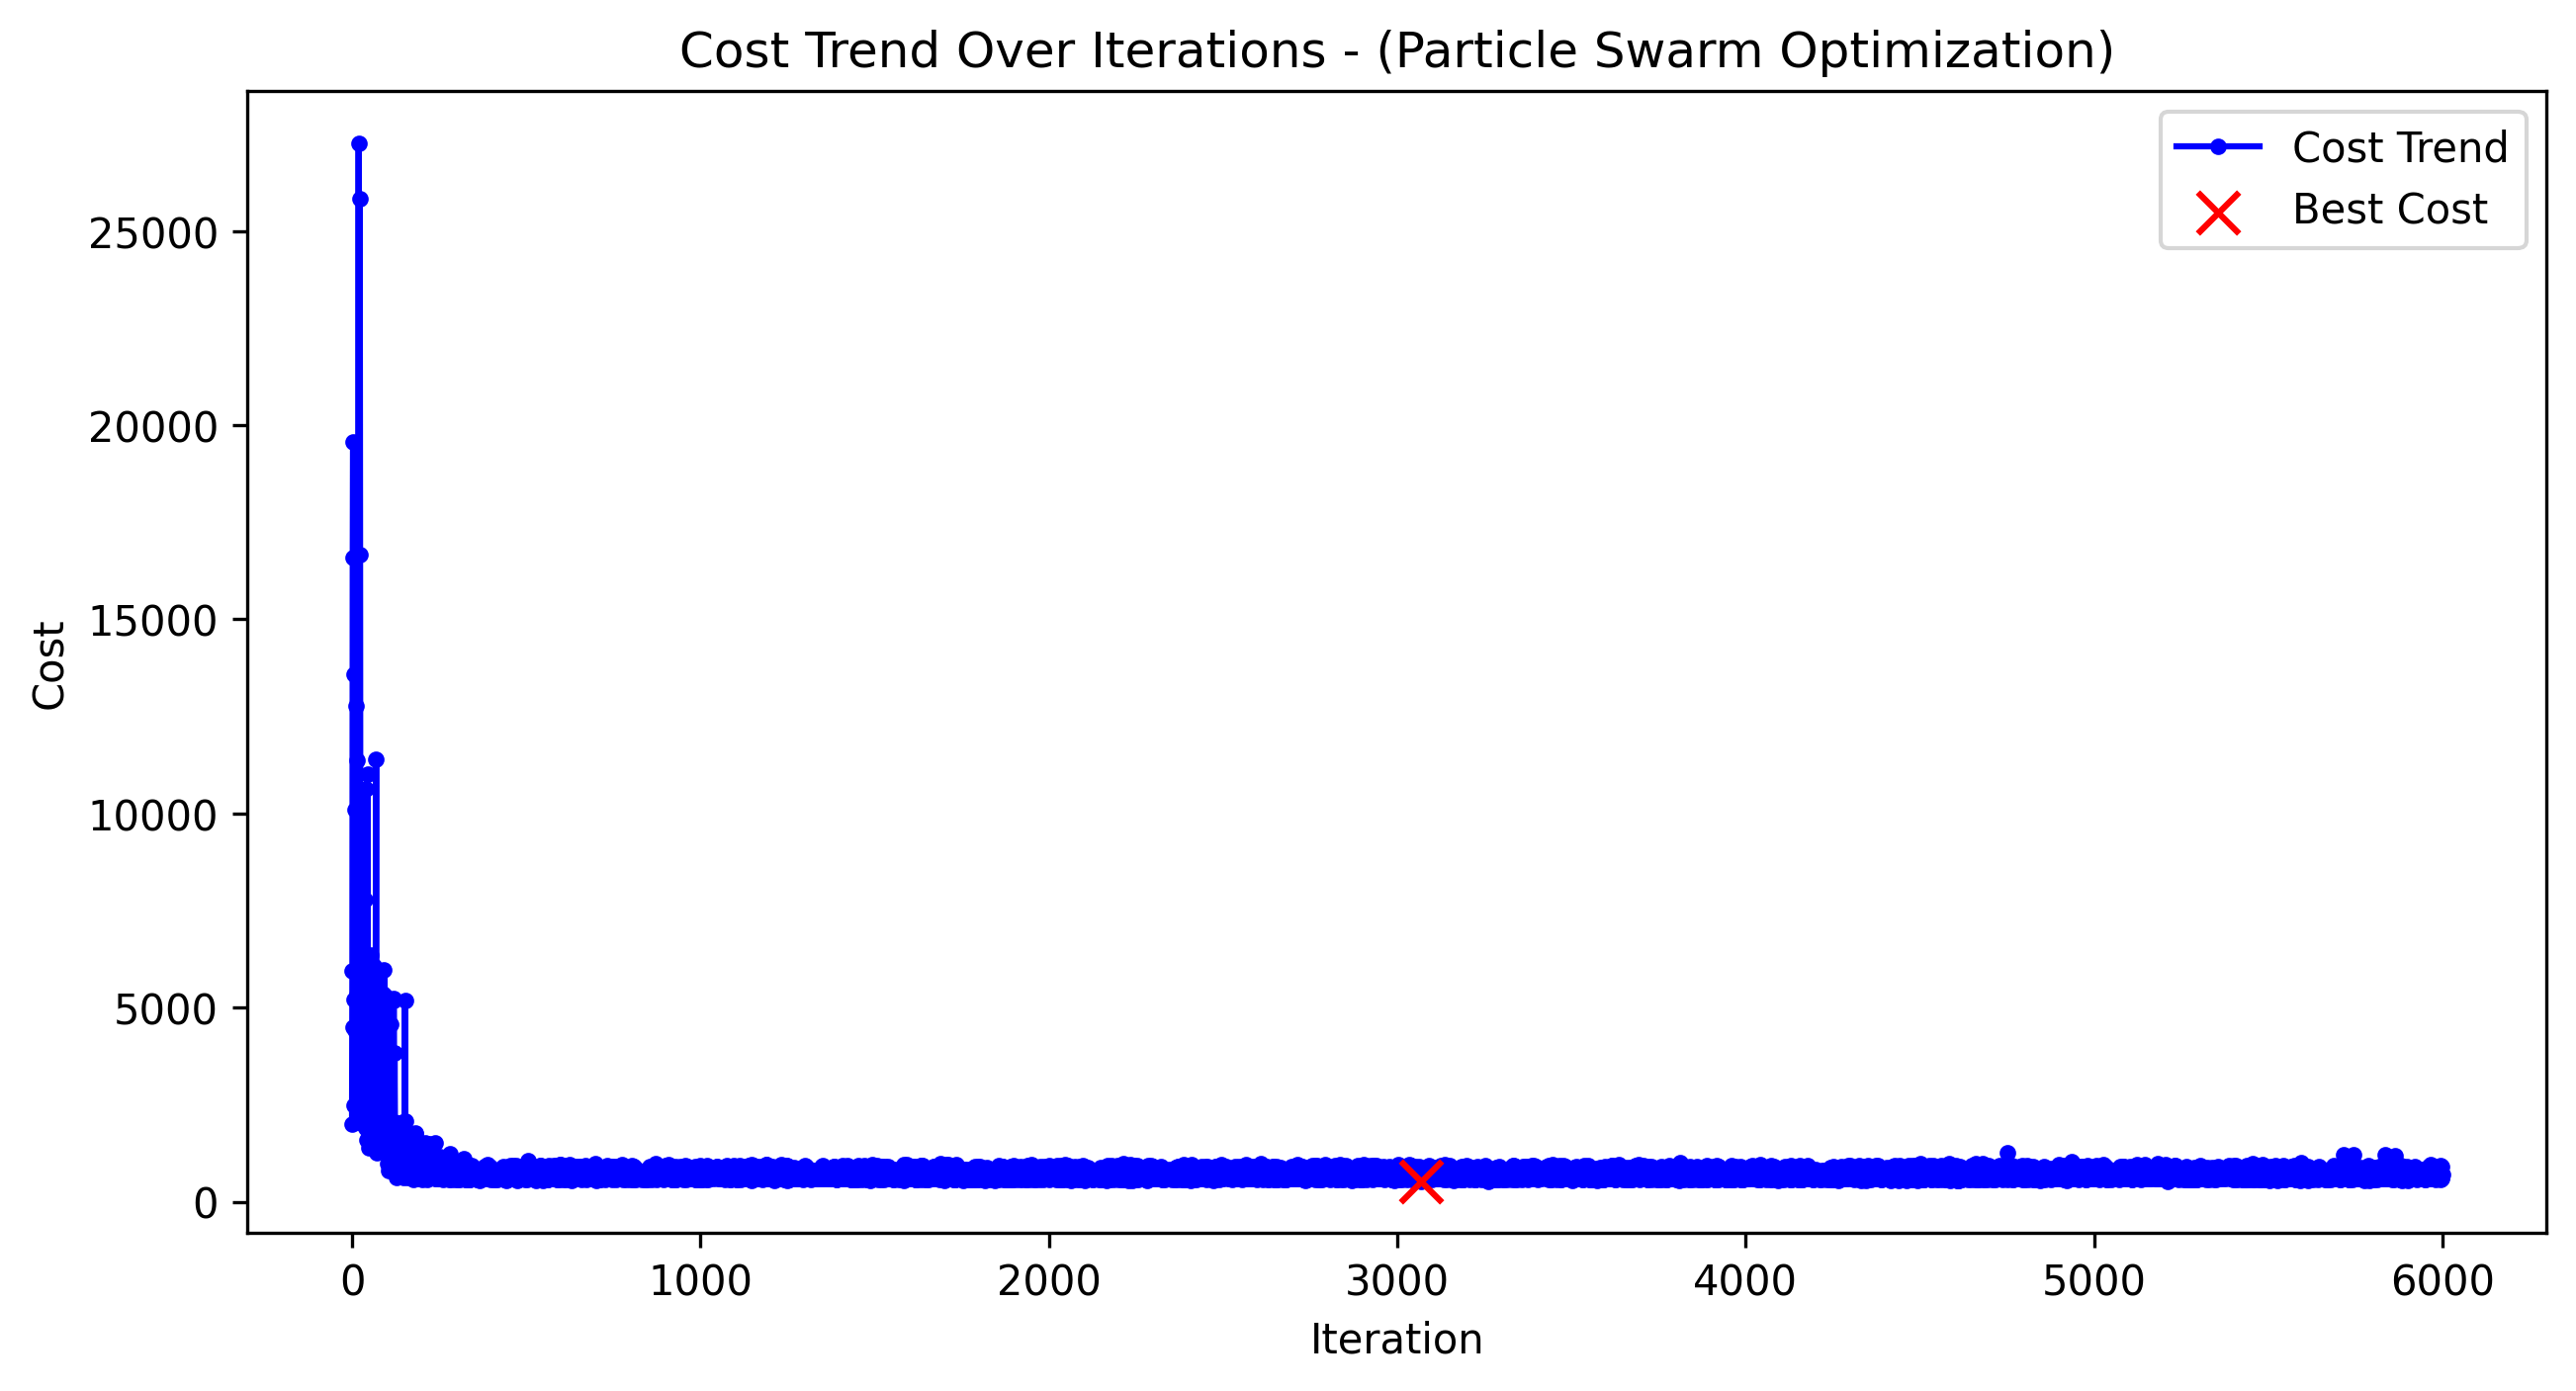 Cost Trend Over Iterations - (Particle Swarm Optimization)
Cost Trend
Best Cost
25000
20000
15000
10000
5000
0
Cost
0 1000 2000 3000 4000 5000 6000
Iteration